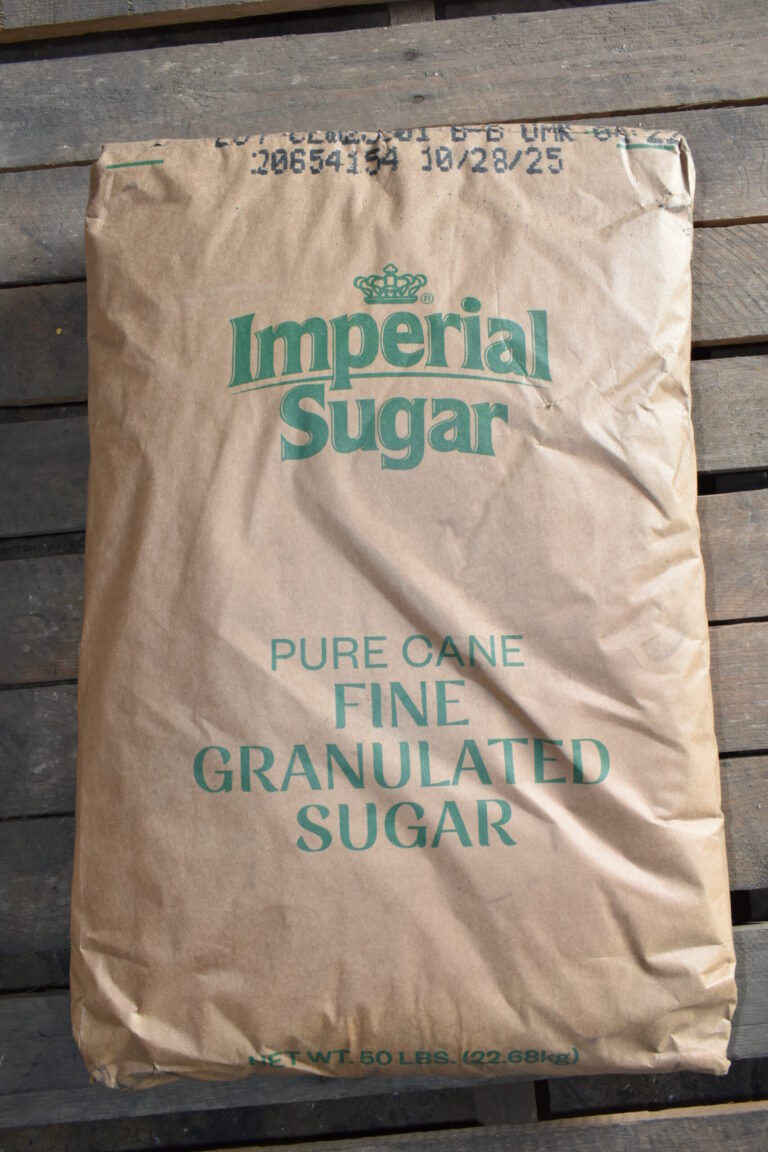 20654154 10/28/25
Imperial®
Sugar
PURE CANE
FINE
GRANULATED
SUGAR
NET WT. 50 LBS. (22.68kg)